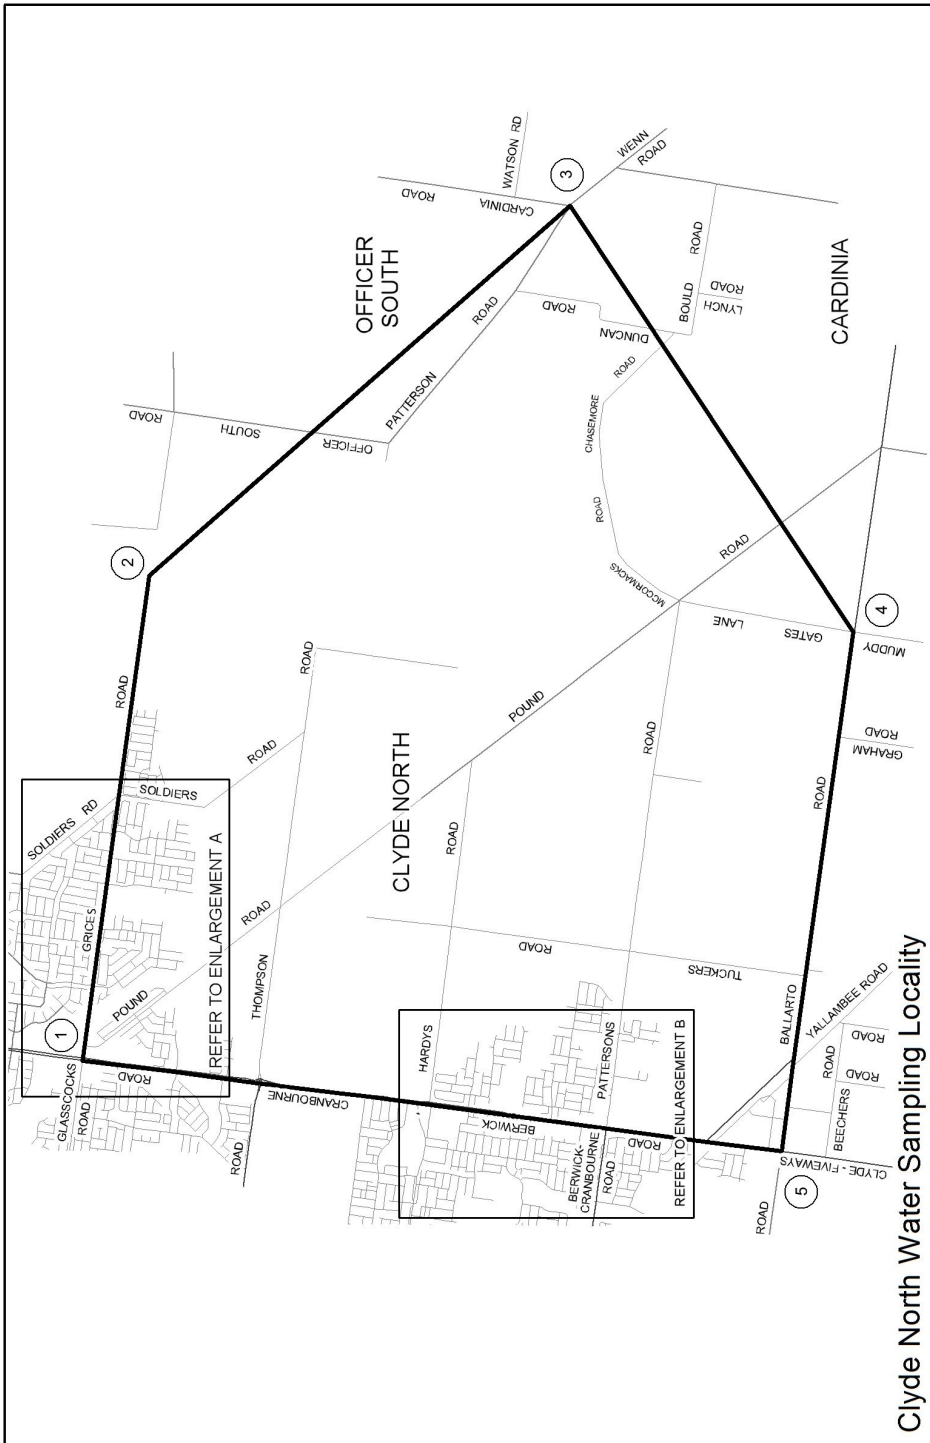 Clyde North Water Sampling Locality
1
GLASSCOCKS
ROAD
ROAD
POUND
GRICES
SOLDIERS RD
SOLDIERS
ROAD
REFER TO ENLARGEMENT A
2
ROAD
ROAD
ROAD
THOMPSON
ROAD
CRANBOURNE
CLYDE NORTH
POUND
ROAD
HARDYS
ROAD
BERWICK
BERWICK-
CRANBOURNE
ROAD
PATTERSONS
ROAD
ROAD
REFER TO ENLARGEMENT B
TUCKERS
ROAD
5
ROAD
BALLARTO
ROAD
YALLAMBEE ROAD
BEECHERS
ROAD
ROAD
ROAD
CLYDE - FIVEWAYS
GRAHAM
ROAD
MUDDY
GATES
LANE
4
MCCORMACKS
ROAD
CHASEMORE
ROAD
ROAD
OFFICER
SOUTH
ROAD
OFFICER
SOUTH
PATTERSON
ROAD
DUNCAN
ROAD
BOULD
ROAD
LYNCH
ROAD
CARDINIA
ROAD
WATSON RD
3
WENN
ROAD
CARDINIA